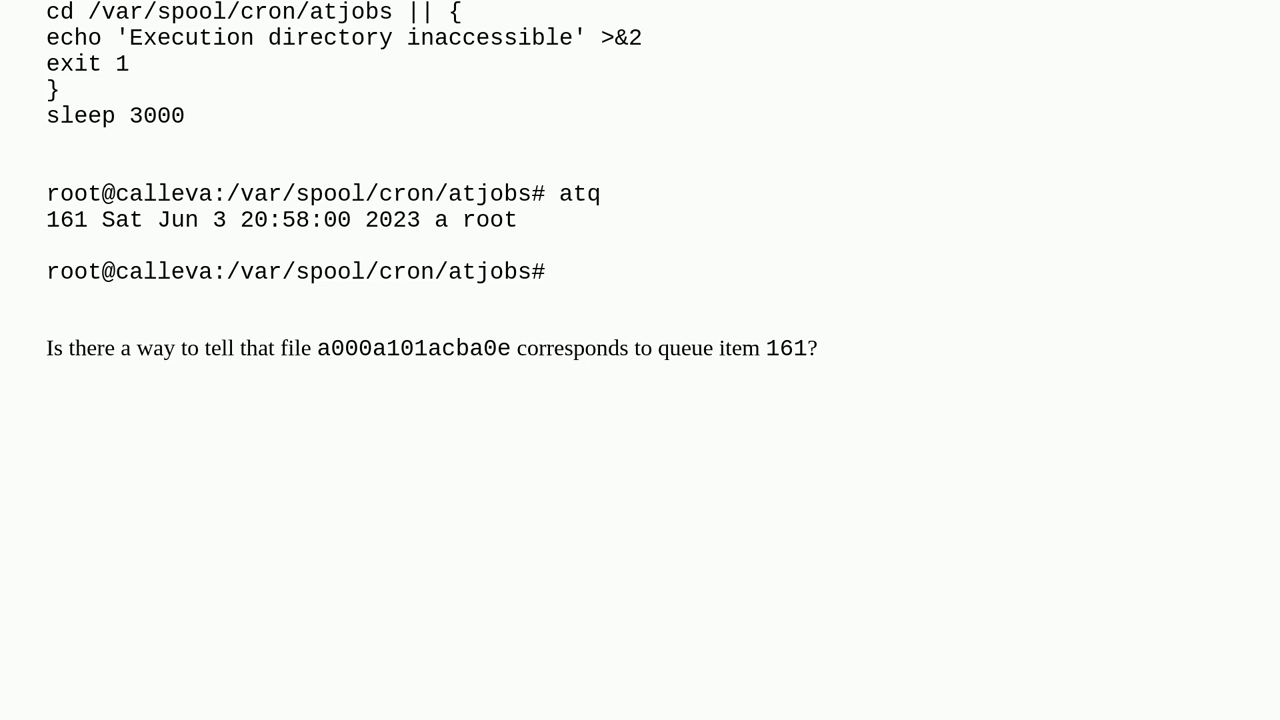 cd /var/spool/cron/atjobs || {
echo 'Execution directory inaccessible' >&2
exit 1
}
sleep 3000
root@calleva:/var/spool/cron/atjobs# atq
161 Sat Jun 3 20:58:00 2023 a root
root@calleva:/var/spool/cron/atjobs#
Is there a way to tell that file a000a101acba0e corresponds to queue item 161?